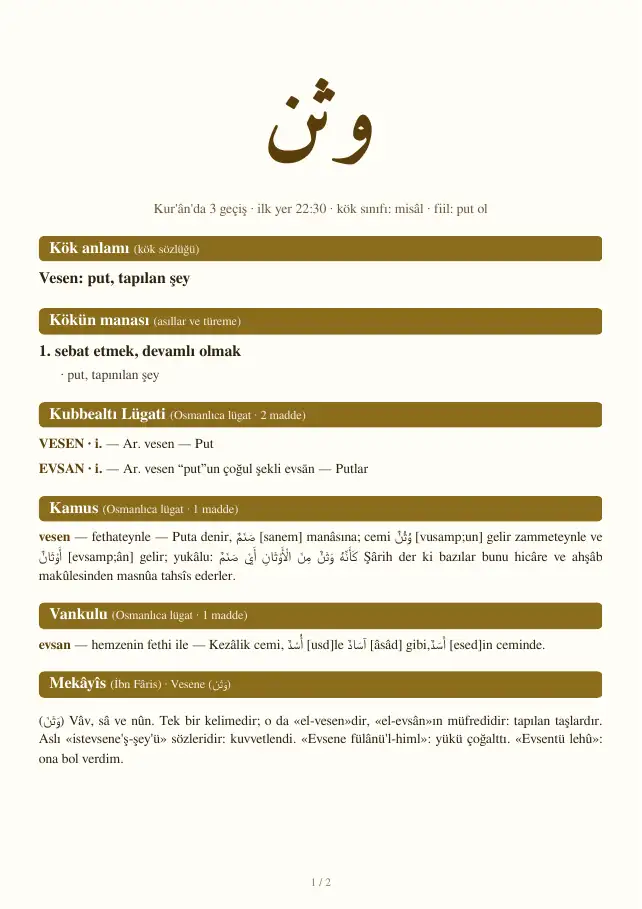 وثن
Kur'ân'da 3 geçiş · ilk yer 22:30 · kök sınıfı: misâl · fiil: put ol
Kök anlamı (kök sözlüğü)
Vesen: put, tapılan şey
Kökün manası (asıllar ve türeme)
1. sebat etmek, devamlı olmak
· put, tapınılan şey
Kubbealtı Lügati (Osmanlıca lügat · 2 madde)
VESEN · i. — Ar. vesen — Put
EVSAN · i. — Ar. vesen “put”un çoğul şekli evsān — Putlar
Kamus (Osmanlıca lügat · 1 madde)
vesen — fethateynle — Puta denir, صَنَمٌ [sanem] manâsına; cemi وُثُنٌ [vusamp;un] gelir zammeteynle ve
أَوْثَانٌ [evsamp;ân] gelir; yukâlu: كَأَنَّهُ وَثَنٌ مِنَ الْأَوْثَانِ أَيْ صَنَمٌ Şârih der ki bazılar bunu hicâre ve ahşâb
makûlesinden masnûa tahsîs ederler.
Vankulu (Osmanlıca lügat · 1 madde)
evsan — hemzenin fethi ile — Kezâlik cemi, أُسْدٌ [usd]le آسَادٌ [âsâd] gibi,أَسَدٌ [esed]in ceminde.
Mekâyîs (İbn Fâris) · Vesene (وَثَنَ)
(وَثَنَ) Vâv, sâ ve nûn. Tek bir kelimedir; o da «el-vesen»dir, «el-evsân»ın müfredidir: tapılan taşlardır.
Aslı «istevsene'ş-şey'ü» sözleridir: kuvvetlendi. «Evsene fülânü'l-himl»: yükü çoğalttı. «Evsentü lehû»:
ona bol verdim.
1 / 2